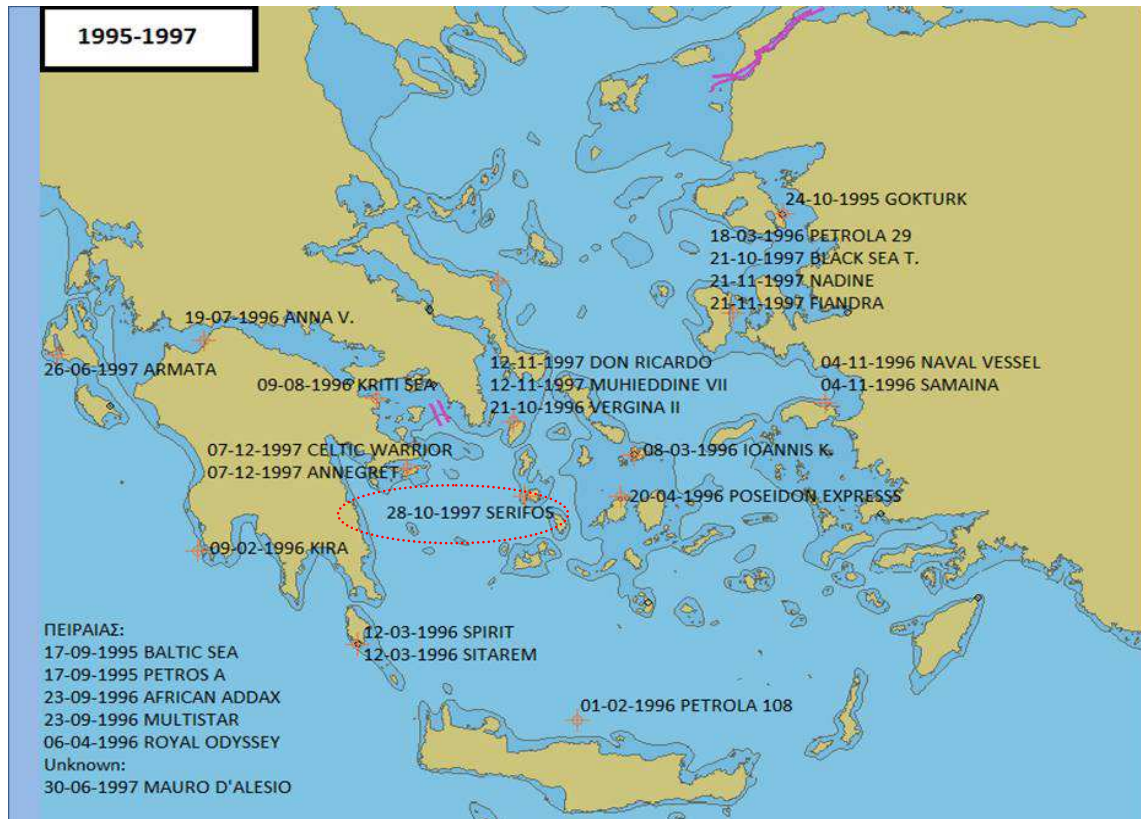 1995-1997
24-10-1995 GOKTURK
18-03-1996 PETROLA 29
21-10-1997 BLACK SEA T.
21-11-1997 NADINE
21-11-1997 FIANDRA
19-07-1996 ANNA V.
26-06-1997 ARMATA
09-08-1996 KRITI SEA
12-11-1997 DON RICARDO
12-11-1997 MUHIEDDINE VII
21-10-1996 VERGINA II
04-11-1996 NAVAL VESSEL
04-11-1996 SAMAINA
07-12-1997 CELTIC WARRIOR
07-12-1997 ANNEGRET
08-03-1996 IOANNIS K.
20-04-1996 POSEIDON EXPRESSS
28-10-1997 SERIFOS
09-02-1996 KIRA
12-03-1996 SPIRIT
12-03-1996 SITAREM
01-02-1996 PETROLA 108
ΠΕΙΡΑΙΑΣ:
17-09-1995 BALTIC SEA
17-09-1995 PETROS A
23-09-1996 AFRICAN ADDAX
23-09-1996 MULTISTAR
06-04-1996 ROYAL ODYSSEY
Unknown:
30-06-1997 MAURO D'ALESIO